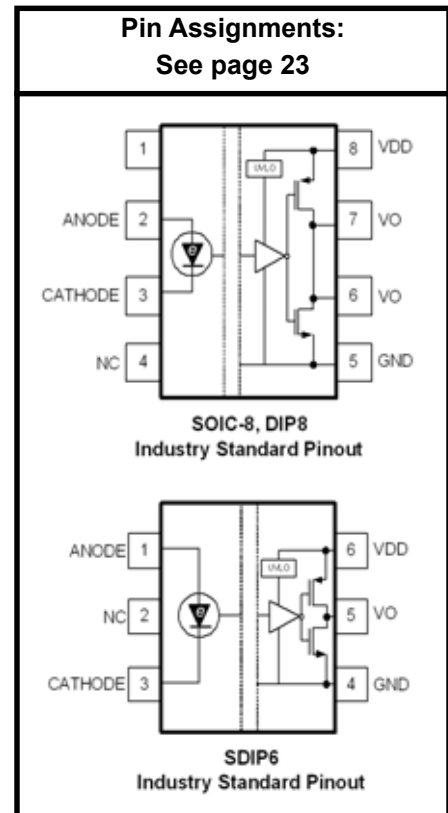 Pin Assignments:
See page 23
1
8 VDD
UVLO
ANODE 2
7 VO
e
CATHODE 3
6 VO
NC 4
5 GND
SOIC-8, DIP8
Industry Standard Pinout
ANODE 1
6 VDD
UVLO
NC 2
e
5 VO
CATHODE 3
4 GND
SDIP6
Industry Standard Pinout